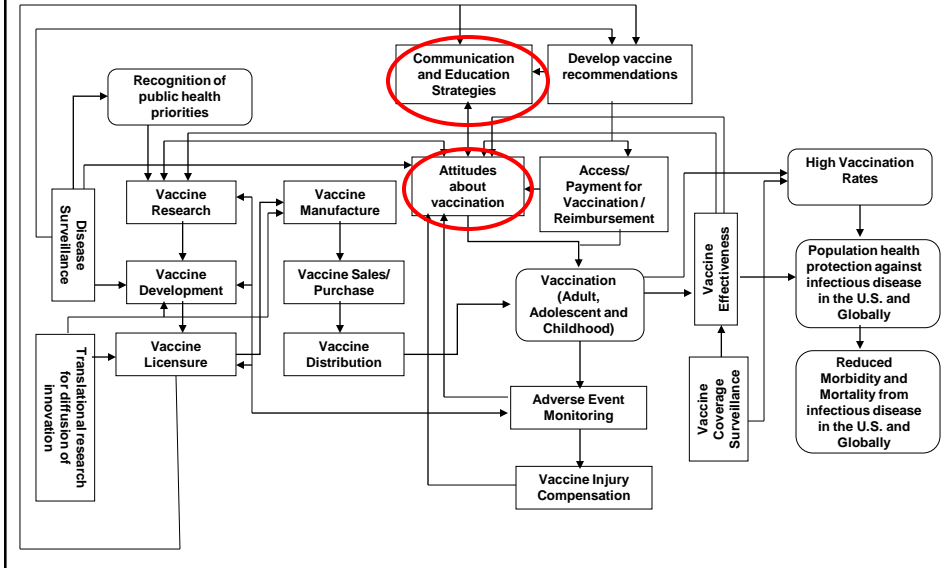 Communication
and Education
Strategies
Develop vaccine
recommendations
Recognition of
public health
priorities
Attitudes
about
vaccination
Access/
Payment for
Vaccination /
Reimbursement
High Vaccination
Rates
Disease
Surveillance
Vaccine
Research
Vaccine
Manufacture
Vaccine
Development
Vaccine Sales/
Purchase
Vaccination
(Adult,
Adolescent and
Childhood)
Vaccine
Effectiveness
Population health
protection against
infectious disease
in the U.S. and
Globally
Translational research
for diffusion of
innovation
Vaccine
Licensure
Vaccine
Distribution
Adverse Event
Monitoring
Vaccine
Coverage
Surveillance
Reduced
Morbidity and
Mortality from
infectious disease
in the U.S. and
Globally
Vaccine Injury
Compensation